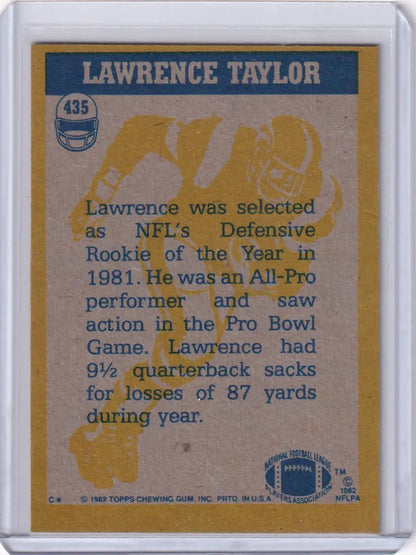 LAWRENCE TAYLOR
435
Lawrence was selected
as NFL's Defensive
Rookie of the Year in
1981. He was an All-Pro
performer and saw
action in the Pro Bowl
Game. Lawrence had
9½ quarterback sacks
for losses of 87 yards
during year.
NATIONAL FOOTBALL LEAGUE
PLAYERS ASSOCIATION
TM
©
1982
NFLPA
C* © 1982 TOPPS CHEWING GUM, INC. PRTD. IN U.S.A.